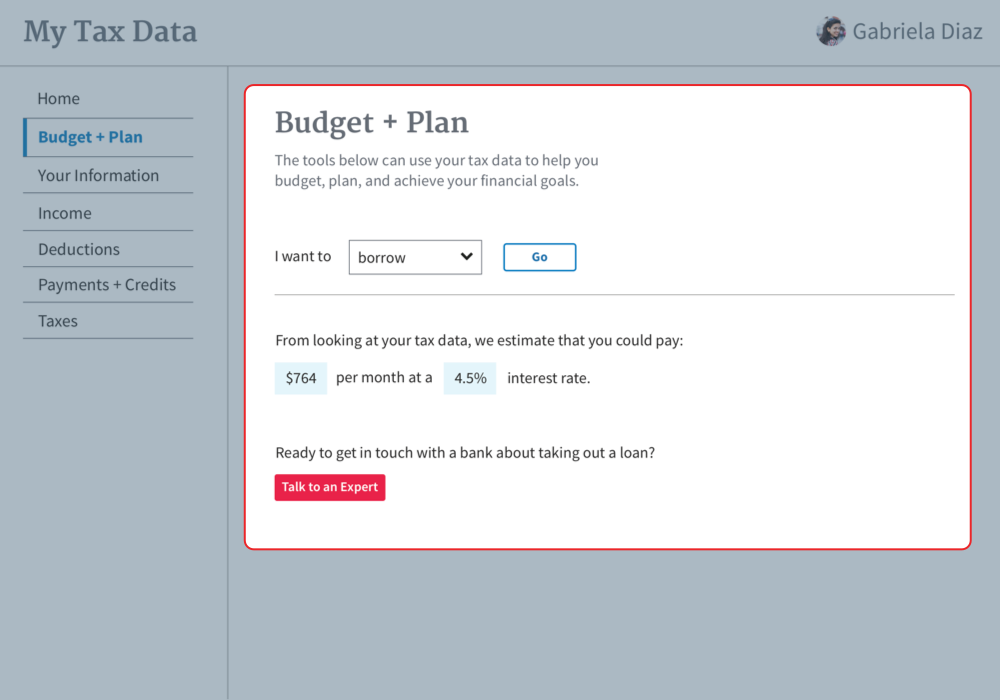 My Tax Data
Gabriela Diaz
Home
Budget + Plan
Your Information
Income
Deductions
Payments + Credits
Taxes
Budget + Plan
The tools below can use your tax data to help you
budget, plan, and achieve your financial goals.
I want to borrow Go
From looking at your tax data, we estimate that you could pay:
$764 per month at a 4.5% interest rate.
Ready to get in touch with a bank about taking out a loan?
Talk to an Expert